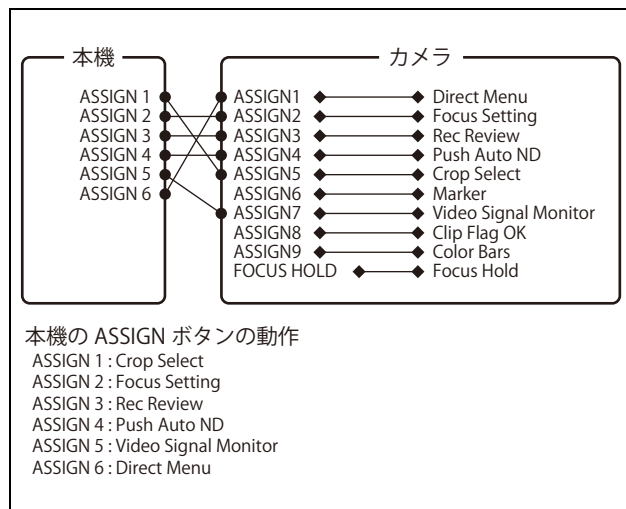 本機 カメラ
ASSIGN 1 ASSIGN1 Direct Menu
ASSIGN 2 ASSIGN2 Focus Setting
ASSIGN 3 ASSIGN3 Rec Review
ASSIGN 4 ASSIGN4 Push Auto ND
ASSIGN 5 ASSIGN5 Crop Select
ASSIGN 6 ASSIGN6 Marker
ASSIGN7 Video Signal Monitor
ASSIGN8 Clip Flag OK
ASSIGN9 Color Bars
FOCUS HOLD Focus Hold
本機の ASSIGN ボタンの動作
ASSIGN 1 : Crop Select
ASSIGN 2 : Focus Setting
ASSIGN 3 : Rec Review
ASSIGN 4 : Push Auto ND
ASSIGN 5 : Video Signal Monitor
ASSIGN 6 : Direct Menu